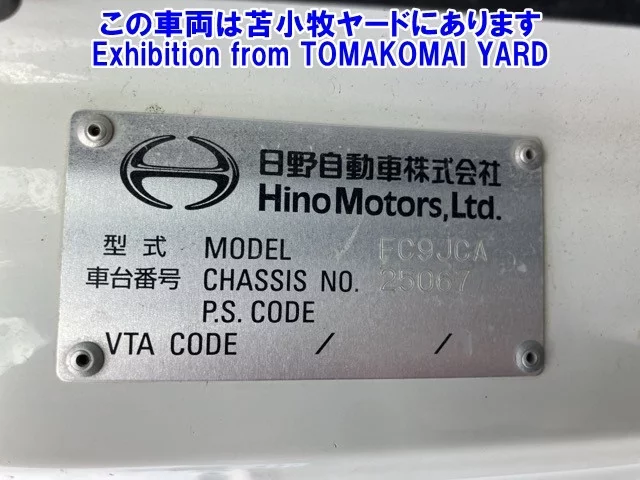 この車両は苫小牧ヤードにあります
Exhibition from TOMAKOMAI YARD
日野自動車株式会社
Hino Motors, Ltd.
型式 MODEL FC9JCA
車台番号 CHASSIS NO. 25067
P.S. CODE
VTA CODE / /